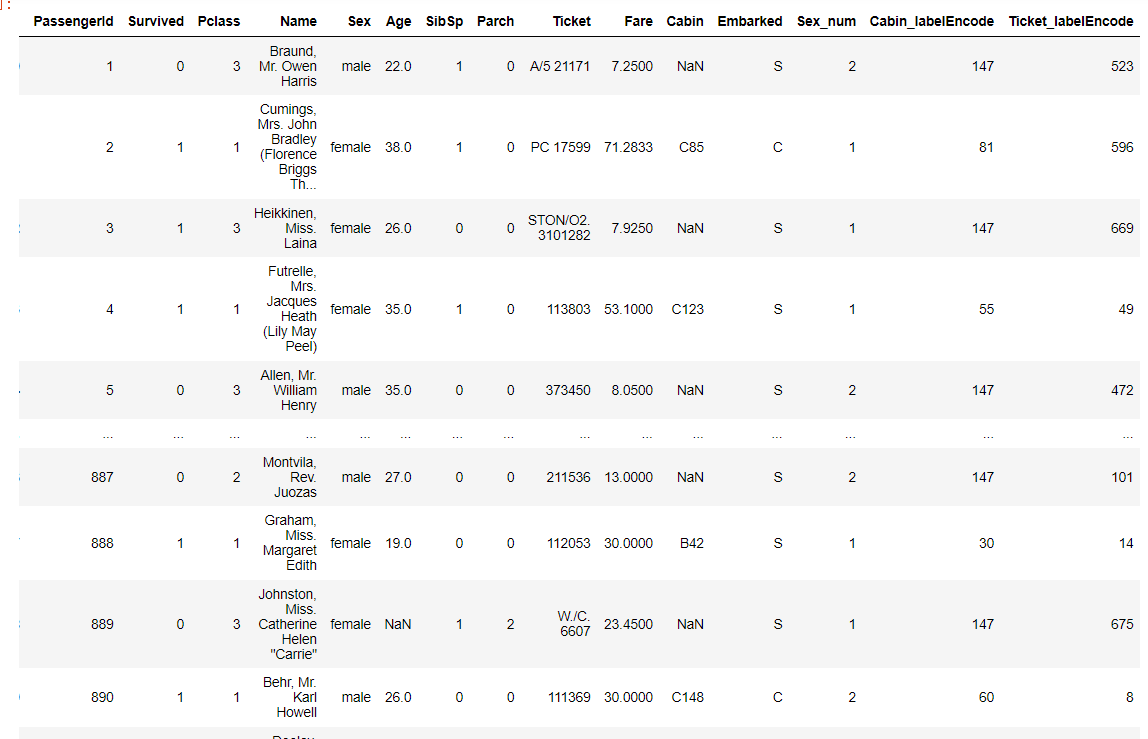 ]:
PassengerId Survived Pclass Name Sex Age SibSp Parch Ticket Fare Cabin Embarked Sex_num Cabin_labelEncode Ticket_labelEncode
1 0 3 Braund, Mr. Owen Harris male 22.0 1 0 A/5 21171 7.2500 NaN S 2 147 523
2 1 1 Cumings, Mrs. John Bradley (Florence Briggs Th... female 38.0 1 0 PC 17599 71.2833 C85 C 1 81 596
3 1 3 Heikkinen, Miss. Laina female 26.0 0 0 STON/O2. 3101282 7.9250 NaN S 1 147 669
4 1 1 Futrelle, Mrs. Jacques Heath (Lily May Peel) female 35.0 1 0 113803 53.1000 C123 S 1 55 49
5 0 3 Allen, Mr. William Henry male 35.0 0 0 373450 8.0500 NaN S 2 147 472
... ... ... ... ... ... ... ... ... ... ... ... ... ... ...
887 0 2 Montvila, Rev. Juozas male 27.0 0 0 211536 13.0000 NaN S 2 147 101
888 1 1 Graham, Miss. Margaret Edith female 19.0 0 0 112053 30.0000 B42 S 1 30 14
889 0 3 Johnston, Miss. Catherine Helen "Carrie" female NaN 1 2 W./C. 6607 23.4500 NaN S 1 147 675
890 1 1 Behr, Mr. Karl Howell male 26.0 0 0 111369 30.0000 C148 C 2 60 8